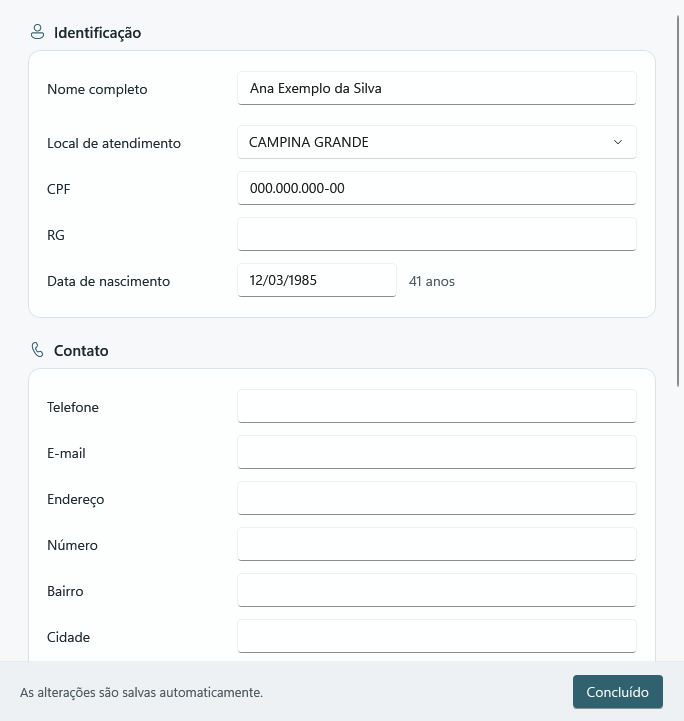 Identificação
Nome completo
Ana Exemplo da Silva
Local de atendimento
CAMPINA GRANDE
CPF
000.000.000-00
RG
Data de nascimento
12/03/1985
41 anos
Contato
Telefone
E-mail
Endereço
Número
Bairro
Cidade
As alterações são salvas automaticamente.
Concluído